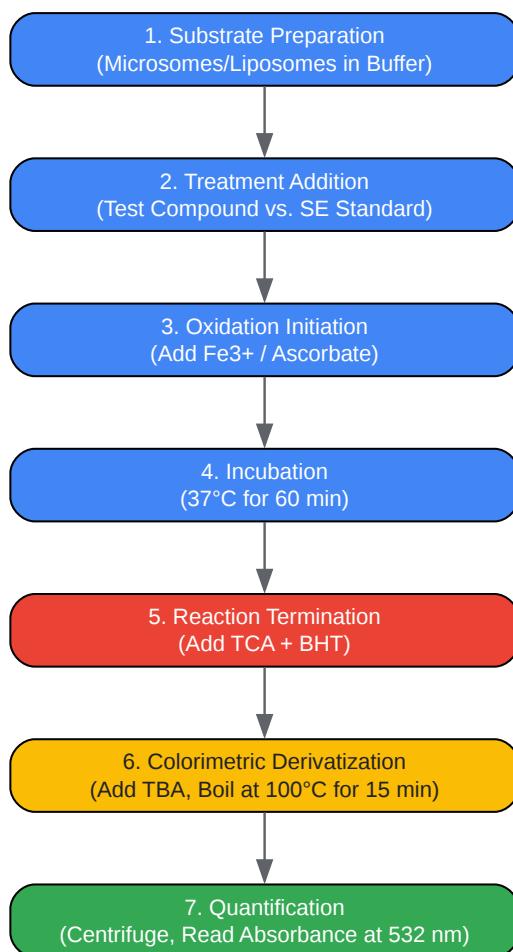 1. Substrate Preparation
(Microsomes/Liposomes in Buffer)
2. Treatment Addition
(Test Compound vs. SE Standard)
3. Oxidation Initiation
(Add Fe3+ / Ascorbate)
4. Incubation
(37°C for 60 min)
5. Reaction Termination
(Add TCA + BHT)
6. Colorimetric Derivatization
(Add TBA, Boil at 100°C for 15 min)
7. Quantification
(Centrifuge, Read Absorbance at 532 nm)